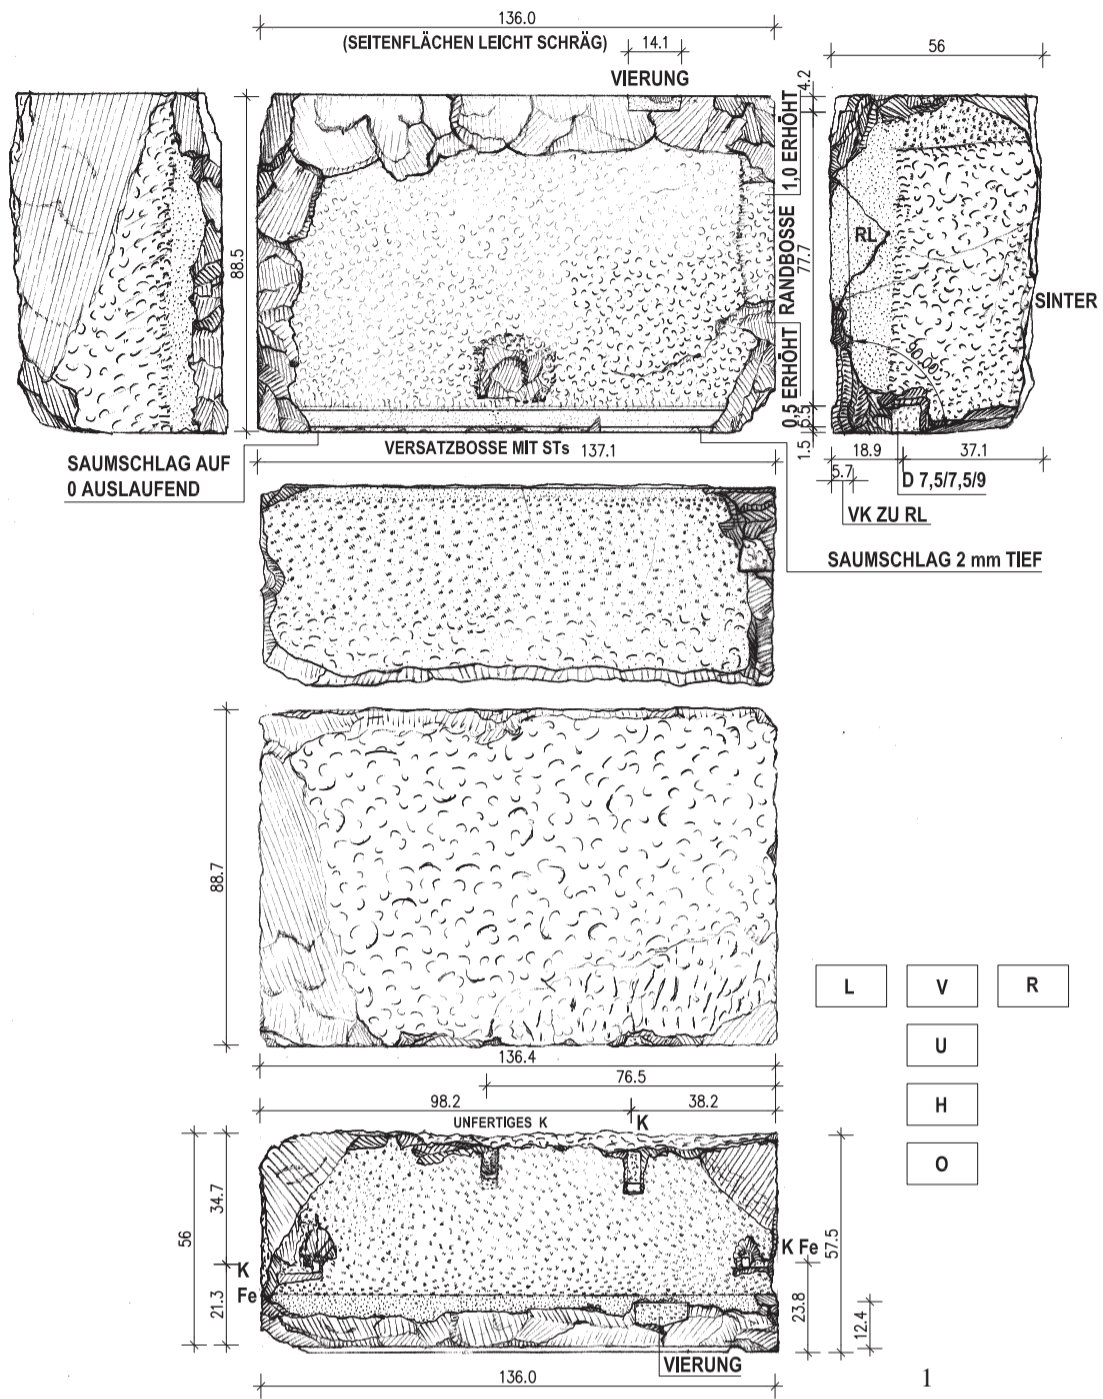 136.0
(SEITENFLÄCHEN LEICHT SCHRÄG)
14.1
VIERUNG
56
4.2
88.5
1,0 ERHÖHT
RANDBOSSE
77.7
0,5 ERHÖHT
5.5
1.5
RL
SINTER
90.00°
SAUMSCHLAG AUF
0 AUSLAUFEND
VERSATZBOSSE MIT STs 137.1
18.9
37.1
5.7
D 7,5/7,5/9
VK ZU RL
SAUMSCHLAG 2 mm TIEF
88.7
136.4
76.5
98.2
38.2
UNFERTIGES K
K
L
V
R
U
H
O
56
34.7
21.3
K
Fe
K Fe
57.5
23.8
12.4
VIERUNG
136.0
1